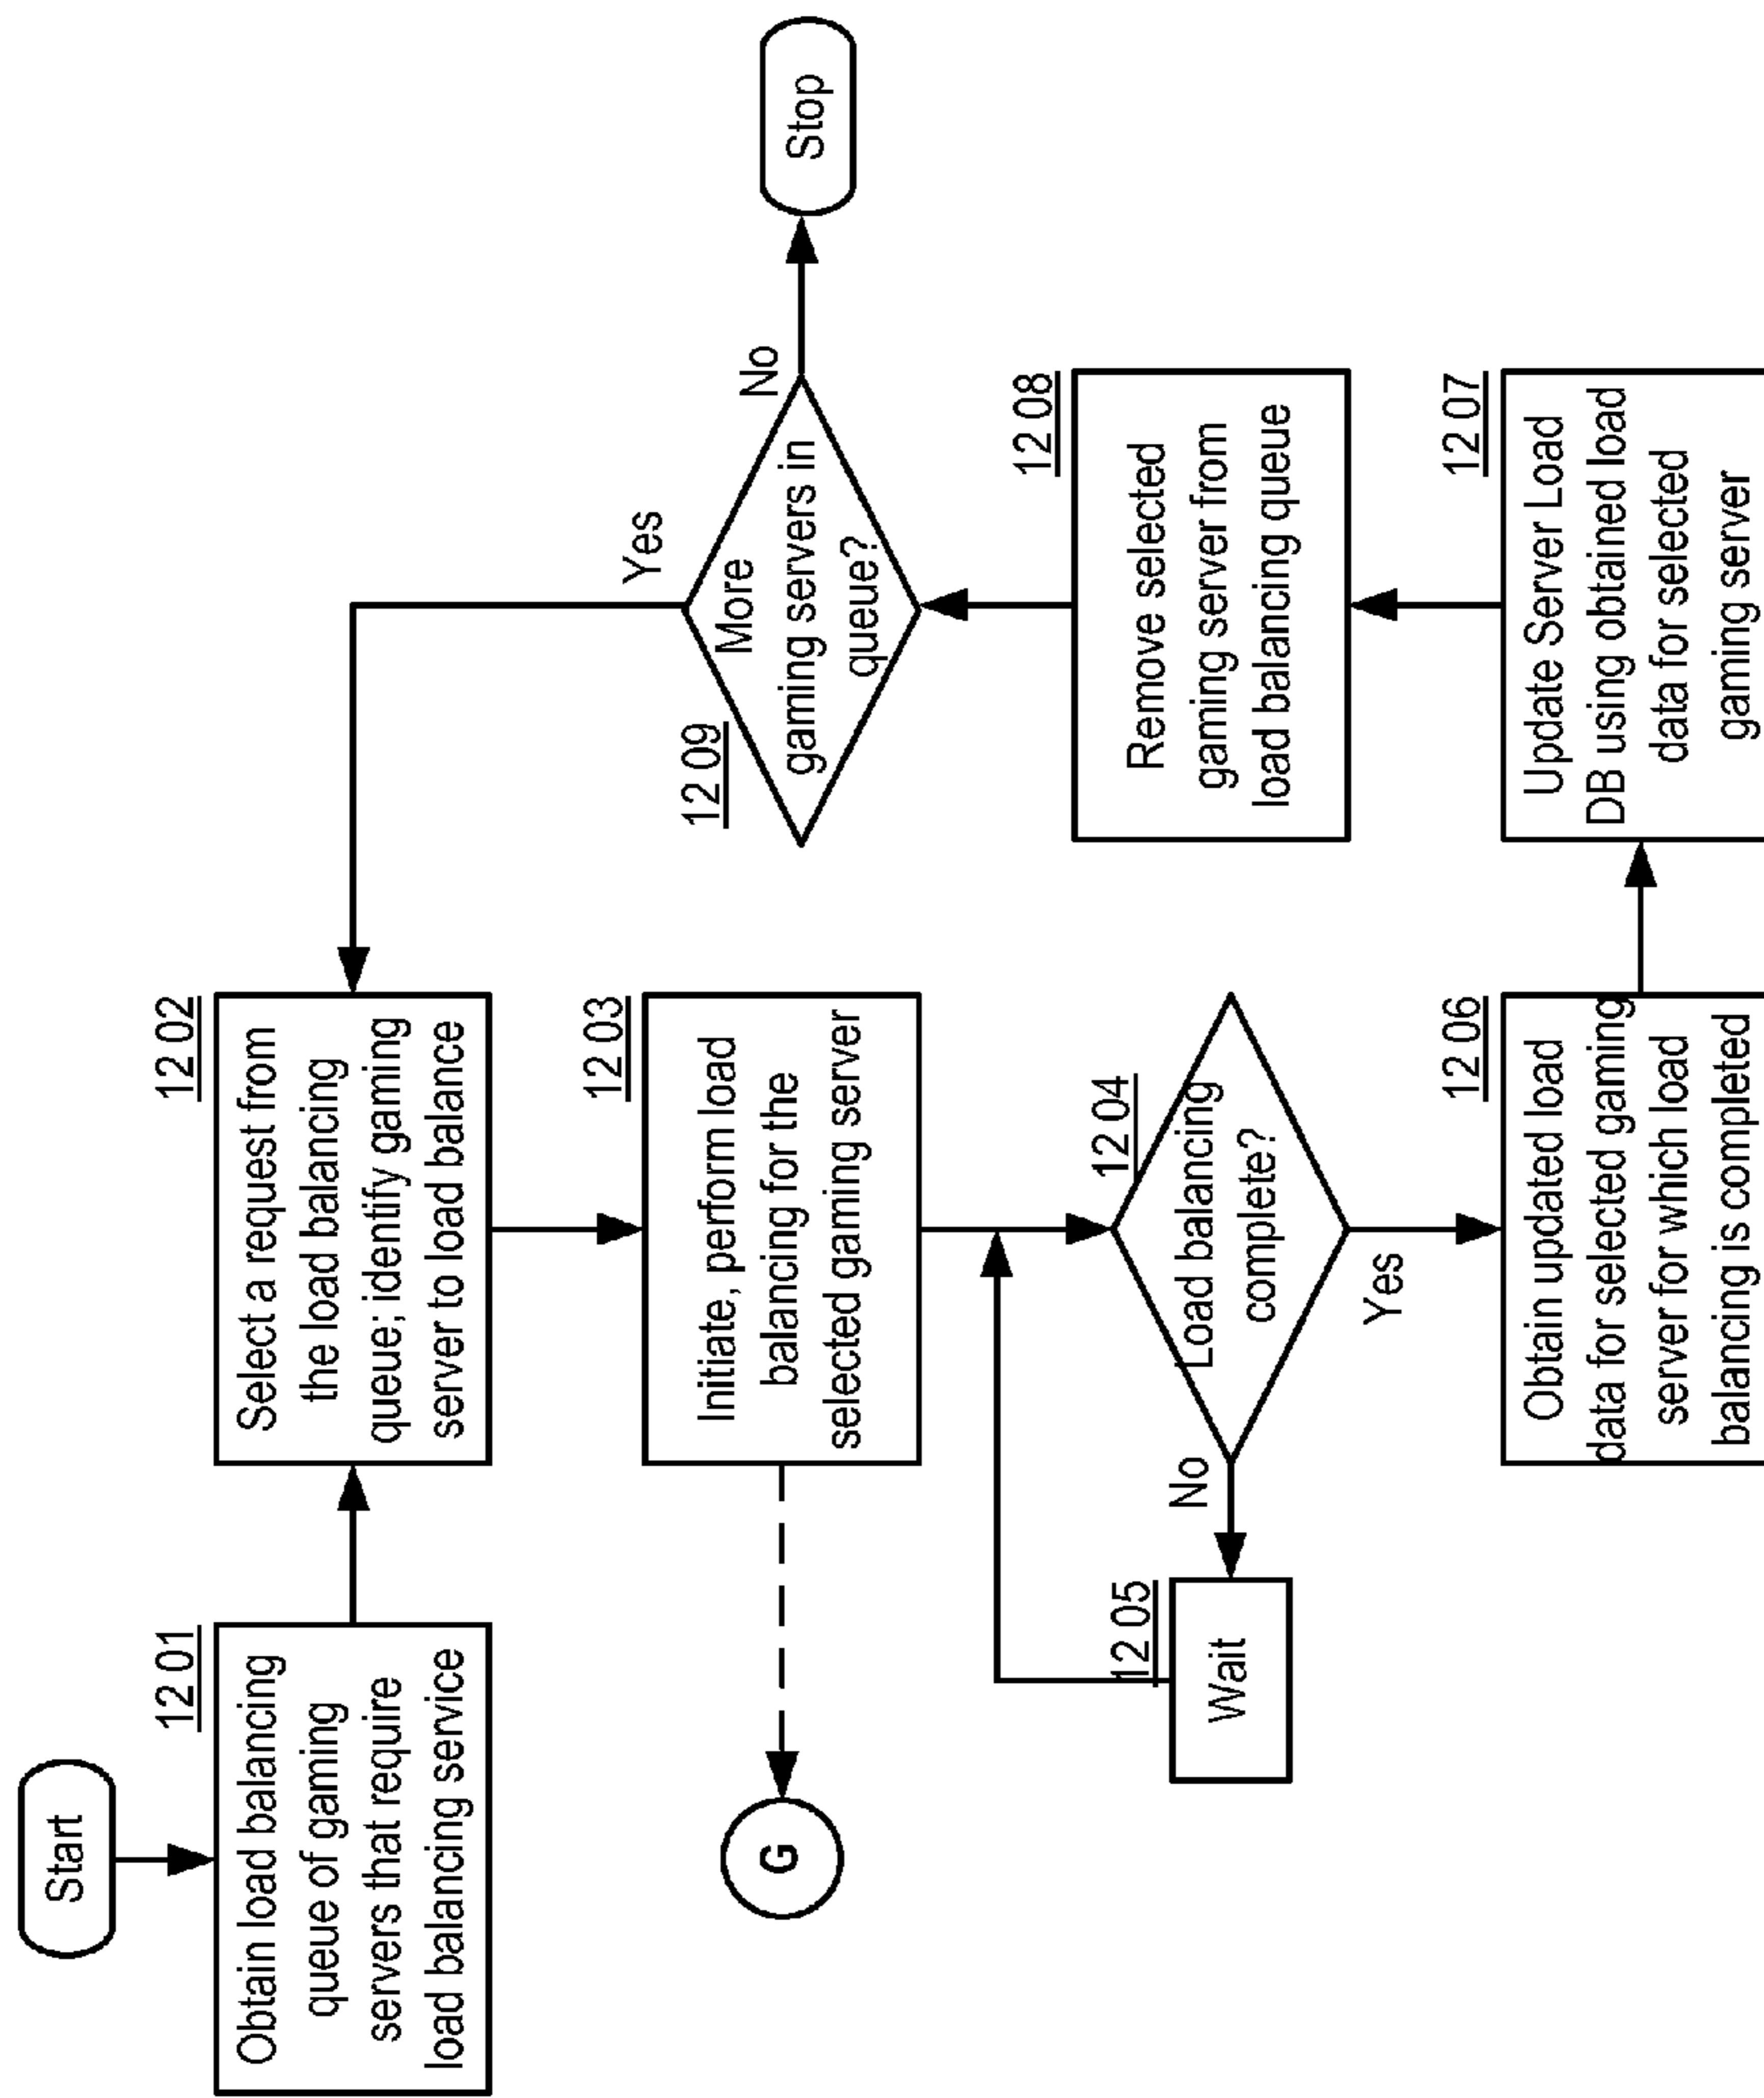 Start
12 01
Obtain load balancing
queue of gaming
servers that require
load balancing service
12 02
Select a request from
the load balancing
queue; identify gaming
server to load balance
12 03
Initiate, perform load
balancing for the
selected gaming server
G
12 04
Load balancing
complete?
No
Yes
12 05
Wait
12 06
Obtain updated load
data for selected gaming
server for which load
balancing is completed
12 07
Update Server Load
DB using obtained load
data for selected
gaming server
12 08
Remove selected
gaming server from
load balancing queue
12 09
More
gaming servers in
queue?
Yes
No
Stop